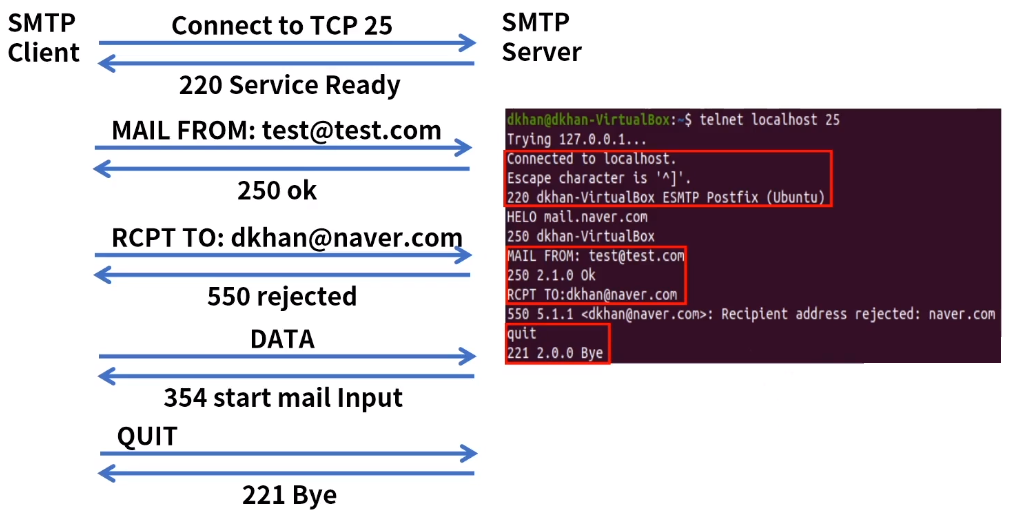 SMTP
Client
Connect to TCP 25
SMTP
Server
220 Service Ready
MAIL FROM: test@test.com
250 ok
RCPT TO: dkhan@naver.com
550 rejected
DATA
354 start mail Input
QUIT
221 Bye
dkhan@dkhan-VirtualBox:~$ telnet localhost 25
Trying 127.0.0.1...
Connected to localhost.
Escape character is '^]'.
220 dkhan-VirtualBox ESMTP Postfix (Ubuntu)
HELO mail.naver.com
250 dkhan-VirtualBox
MAIL FROM: test@test.com
250 2.1.0 Ok
RCPT TO:dkhan@naver.com
550 5.1.1 <dkhan@naver.com>: Recipient address rejected: naver.com
quit
221 2.0.0 Bye